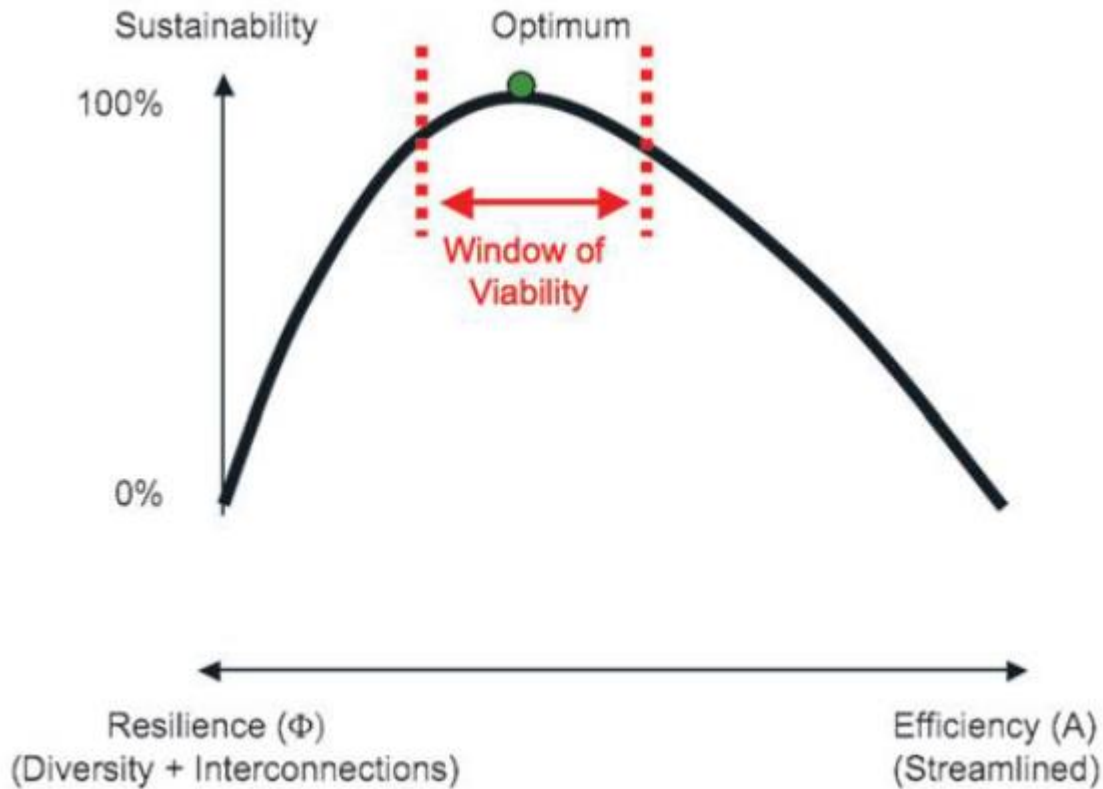 Sustainability
Optimum
100%
Window of
Viability
0%
Resilience (Φ)
(Diversity + Interconnections)
Efficiency (A)
(Streamlined)